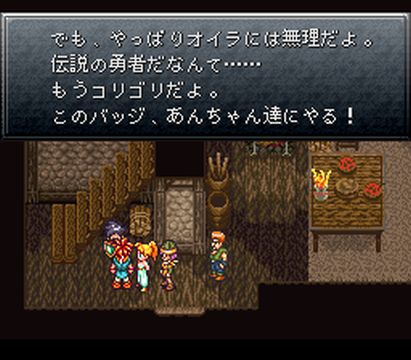 でも、やっぱりオイラには無理だよ。
伝説の勇者だなんて……
もうコリゴリだよ。
このバッジ、あんちゃん達にやる！